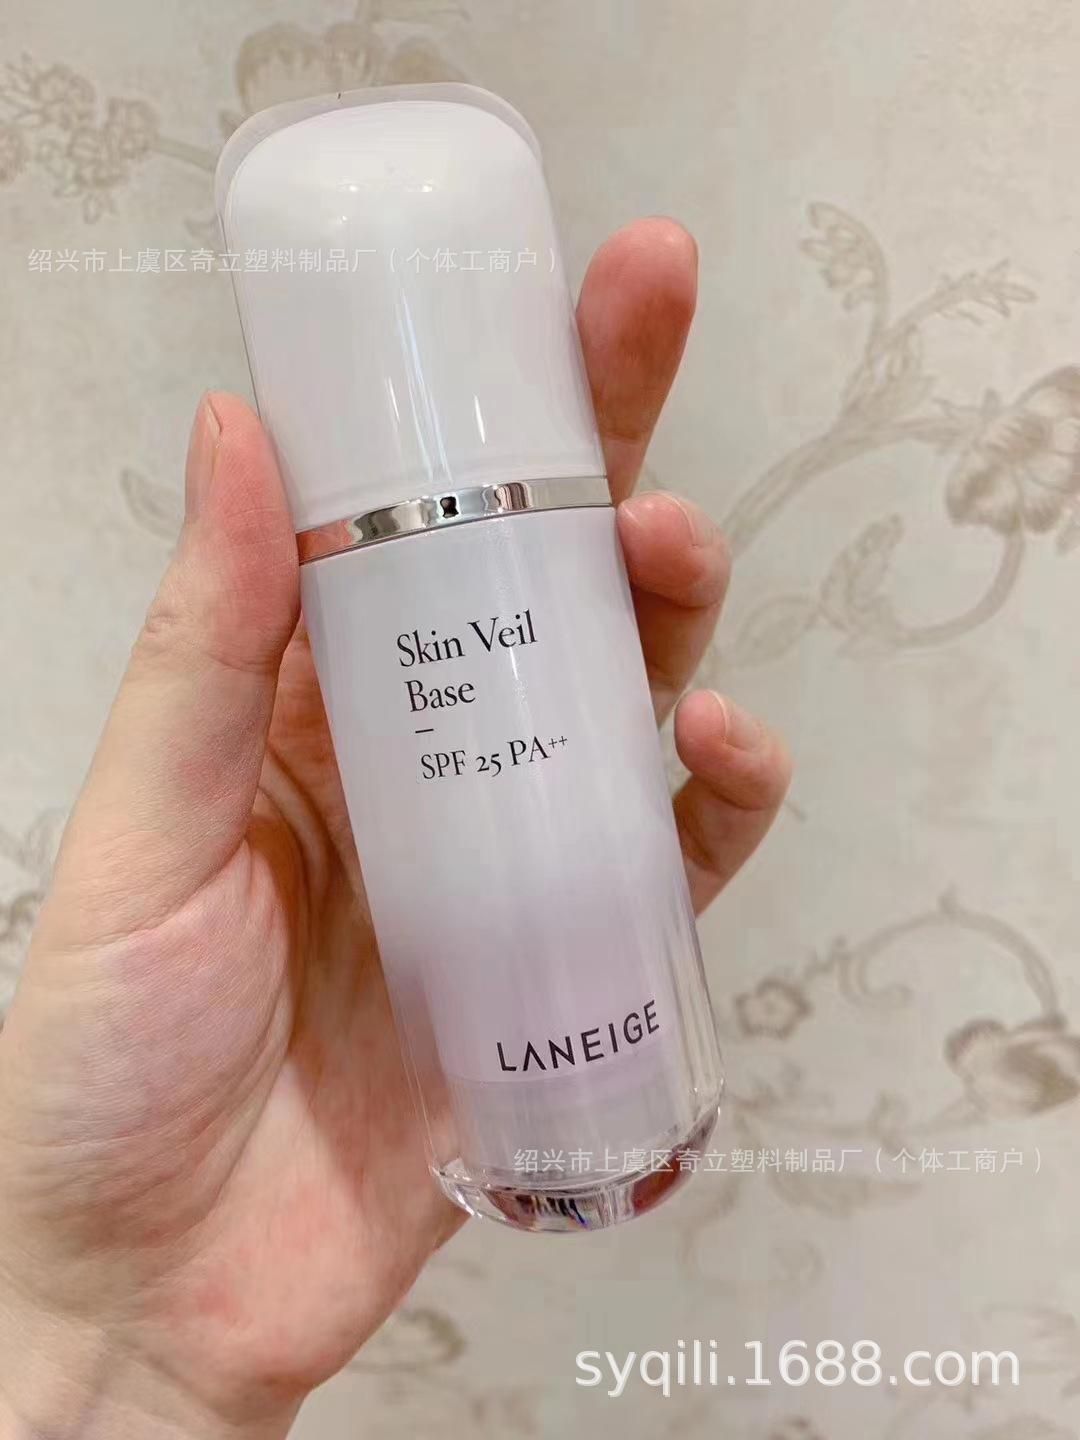 绍兴市上虞区奇立塑料制品厂（个体工商户）
Skin Veil
Base
–
SPF 25 PA++
LANEIGE
绍兴市上虞区奇立塑料制品厂（个体工商户）
syqili.1688.com